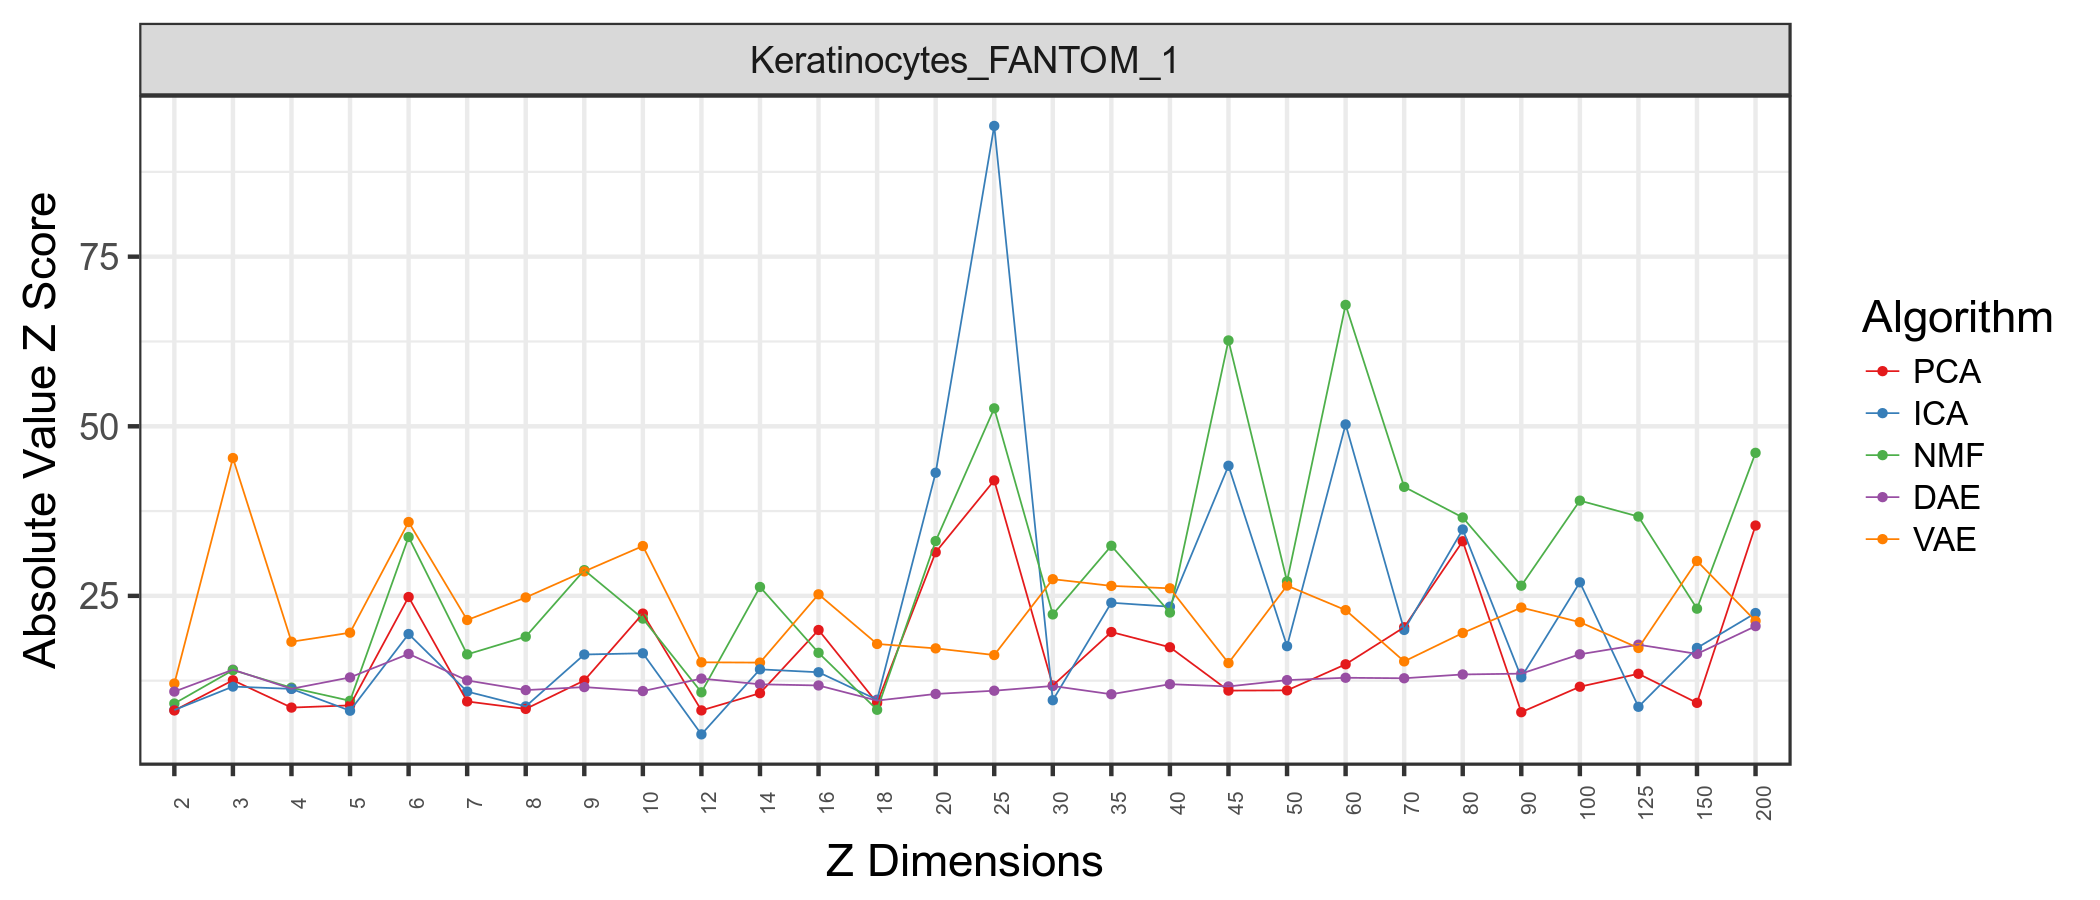 Keratinocytes_FANTOM_1
Absolute Value Z Score
75
50
25
2 3 4 5 6 7 8 9 10 12 14 16 18 20 25 30 35 40 45 50 60 70 80 90 100 125 150 200
Z Dimensions
Algorithm
PCA
ICA
NMF
DAE
VAE